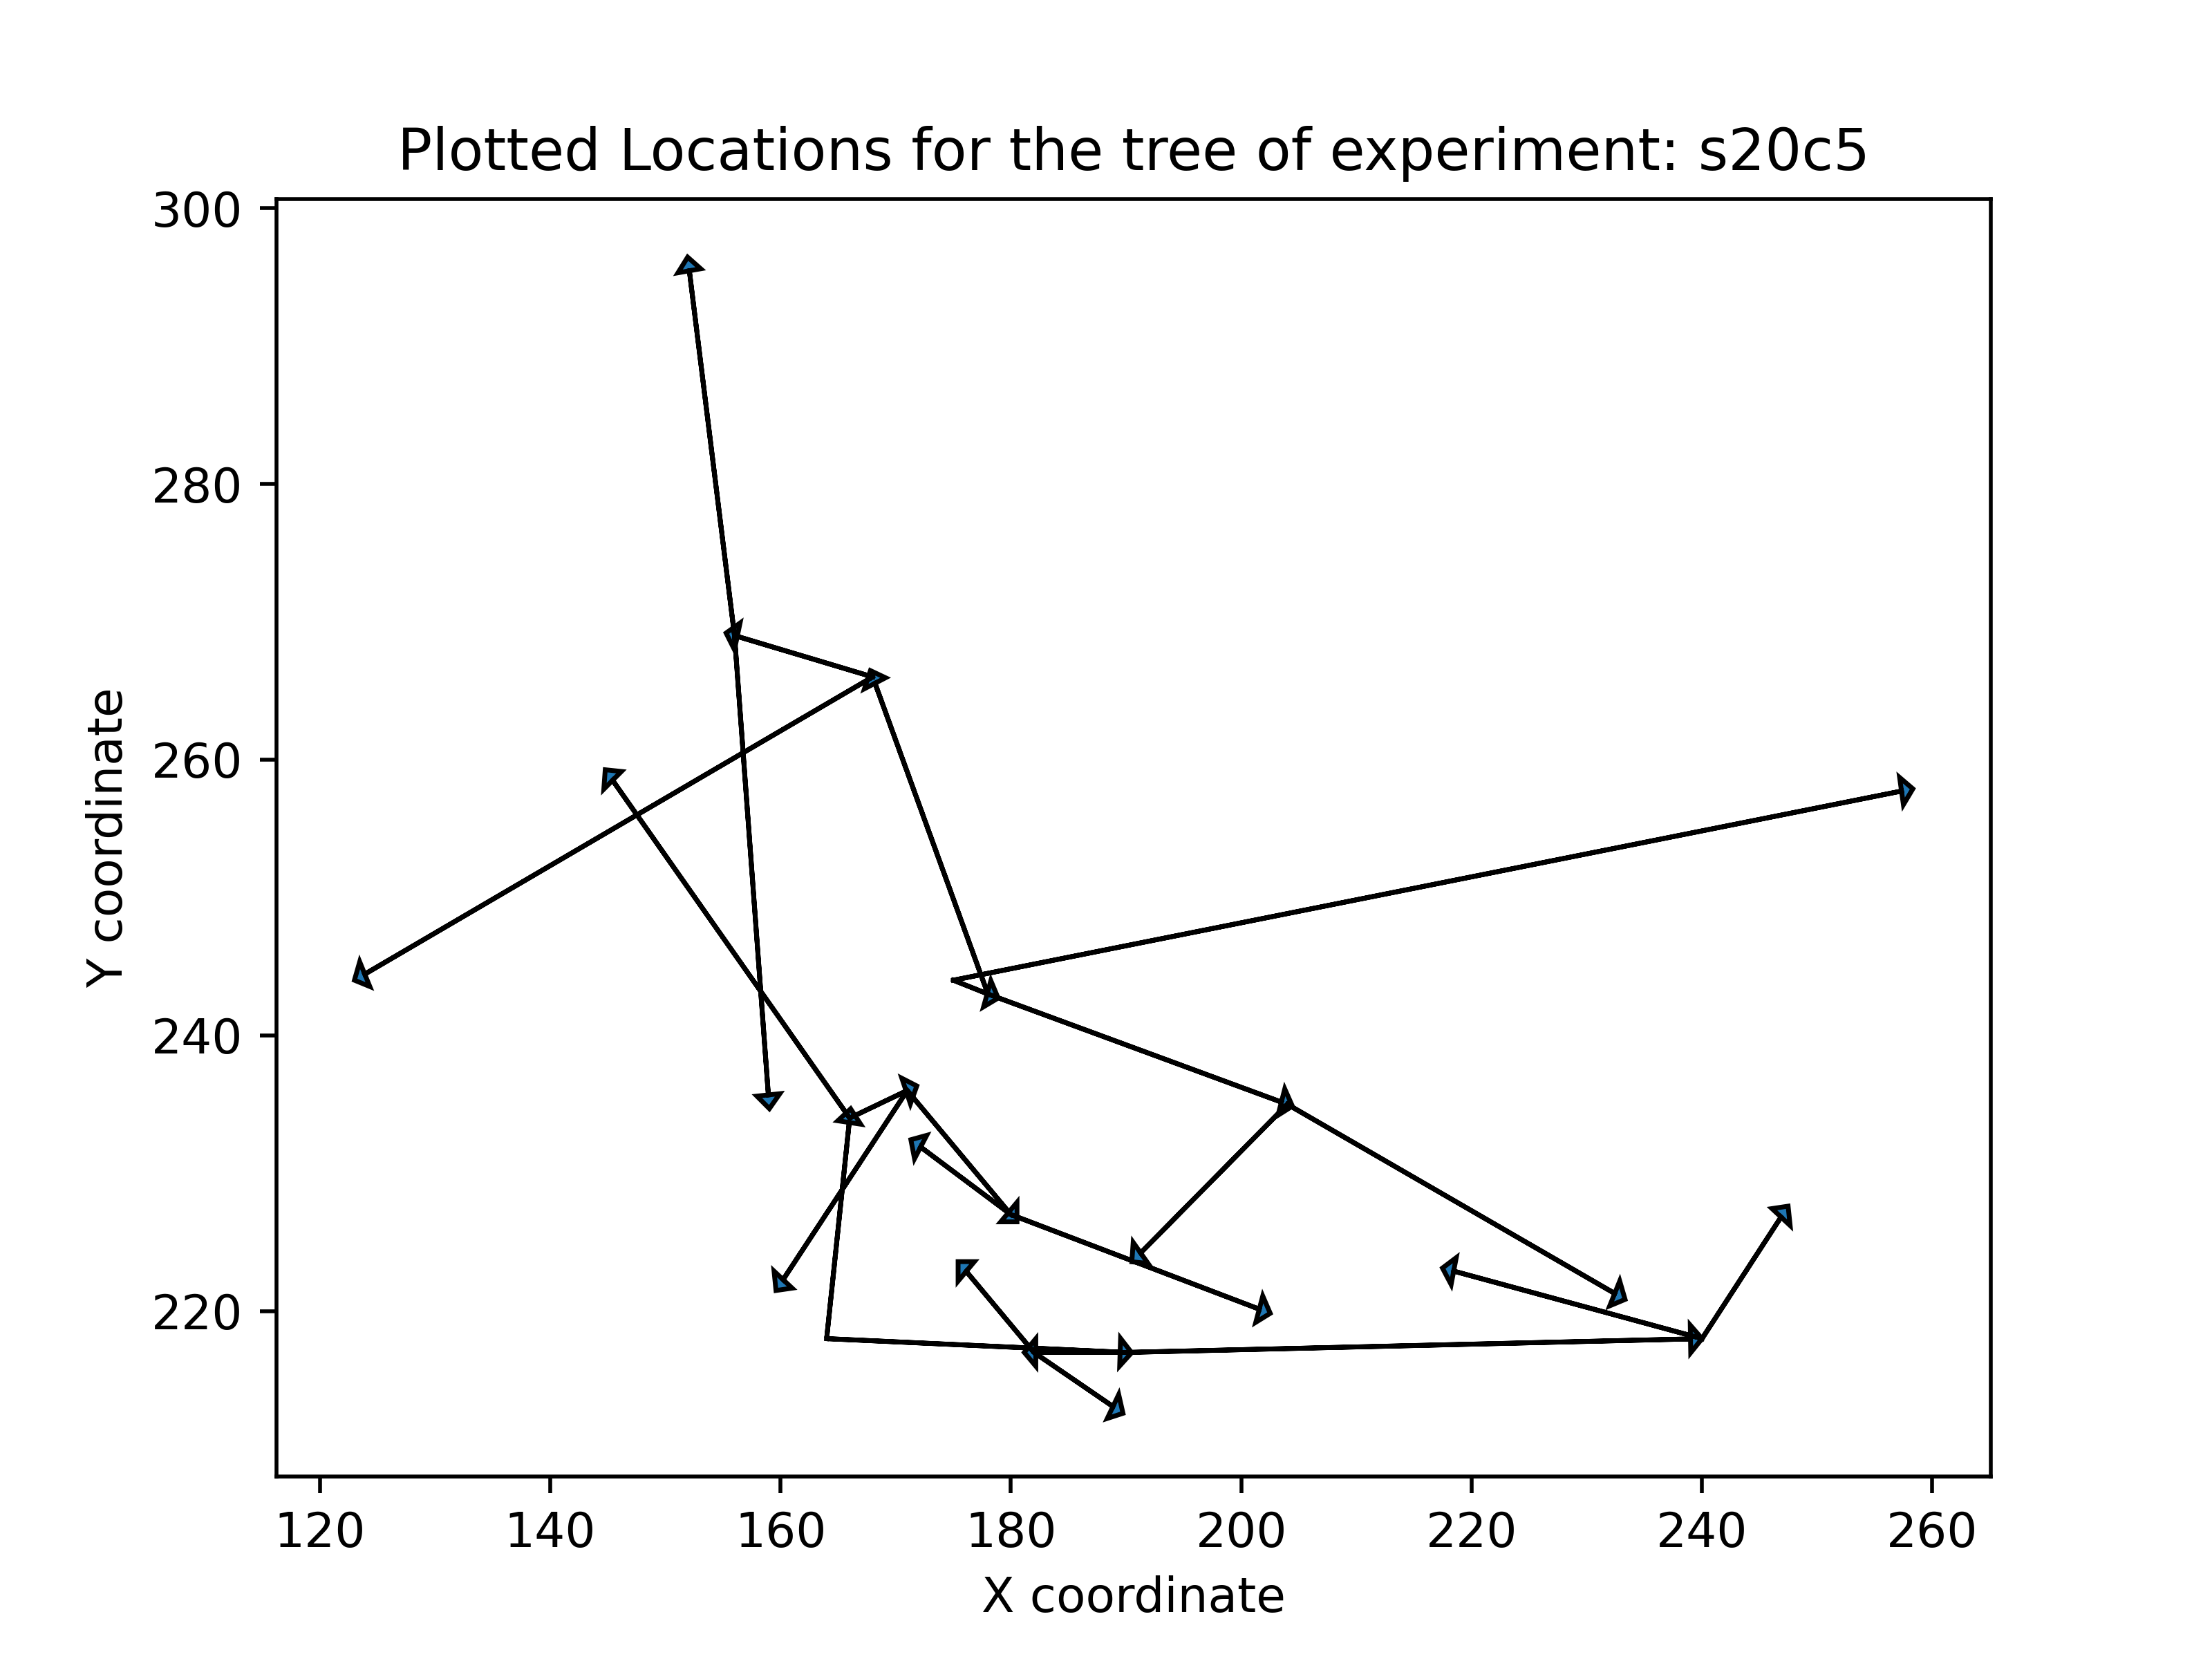 Plotted Locations for the tree of experiment: s20c5
300
280
260
240
220
Y coordinate
120 140 160 180 200 220 240 260
X coordinate